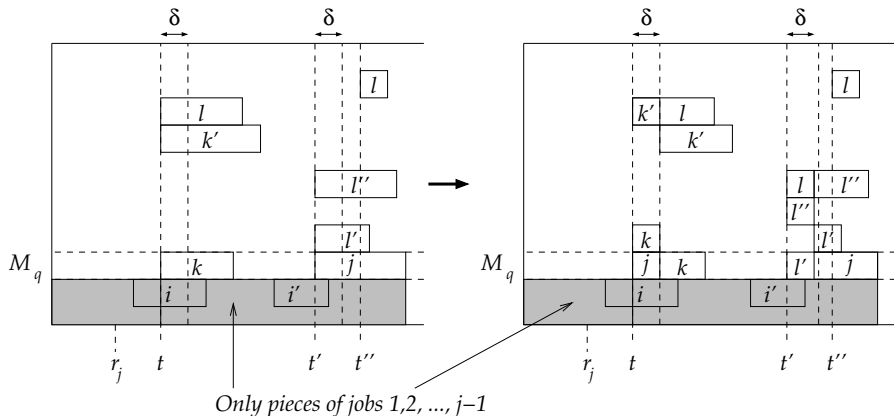 δ δ δ δ
l l
l k' l
k' k'
l'' l l''
l''
l' k l'
M_q k j M_q j k l' j
i i' i i'
r_j t t' t'' r_j t t' t''
Only pieces of jobs 1,2, ..., j−1